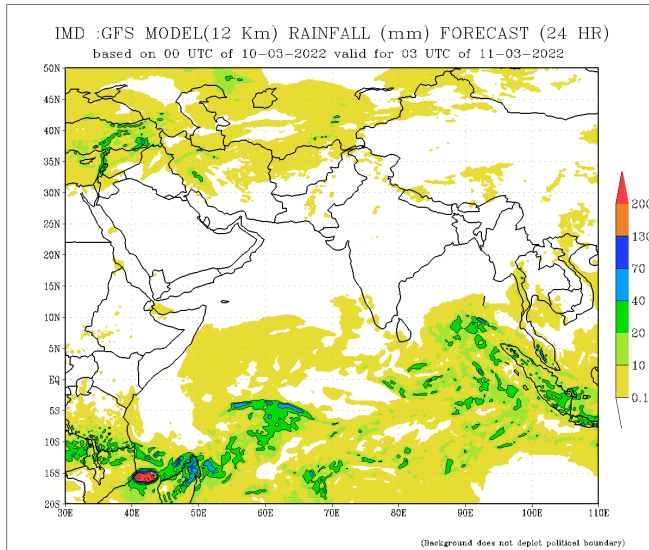 IMD :GFS MODEL(12 Km) RAINFALL (mm) FORECAST (24 HR)
based on 00 UTC of 10-03-2022 valid for 03 UTC of 11-03-2022
50N
45N
40N
35N
30N
25N
20N
15N
10N
5N
EQ
5S
10S
15S
20S
30E 40E 50E 60E 70E 80E 90E 100E 110E
200
130
70
40
20
10
0.1
(Background does not depict political boundary)